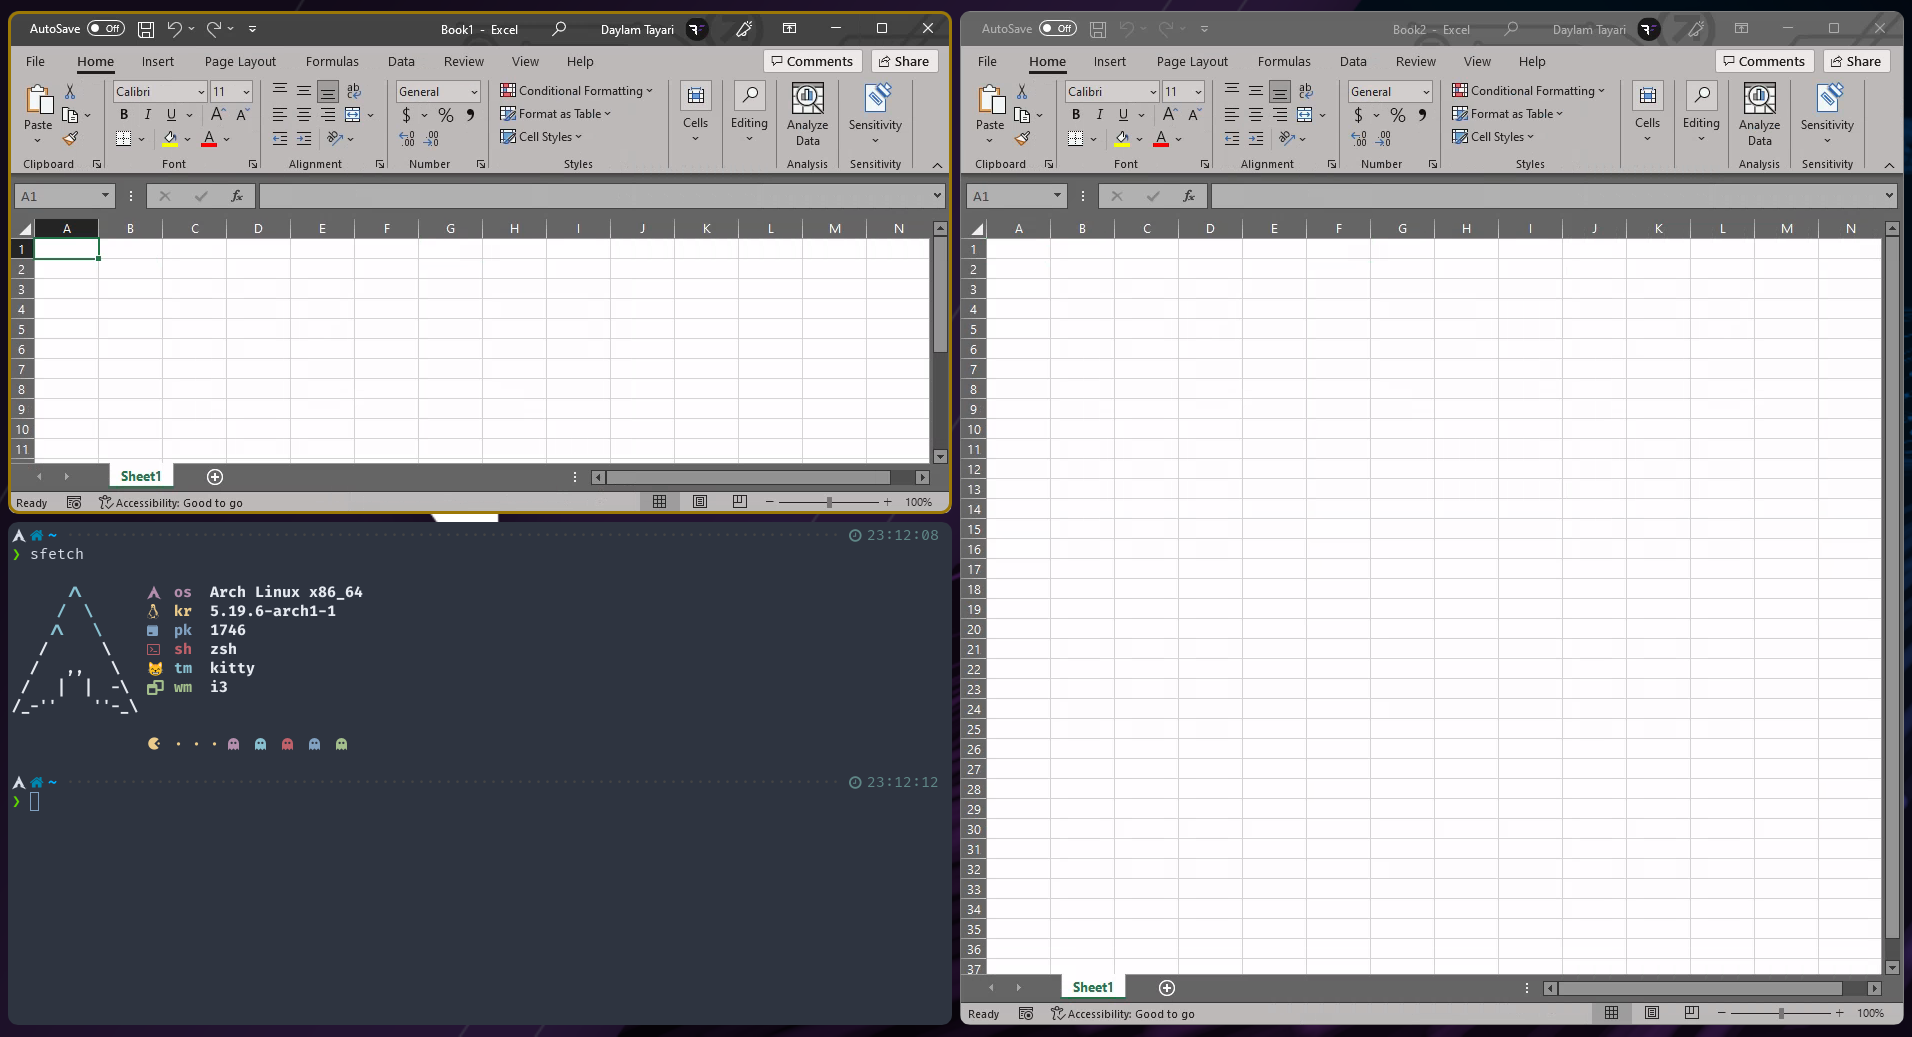 AutoSave Off Book1 - Excel Daylam Tayari
File Home Insert Page Layout Formulas Data Review View Help Comments Share
Calibri 11 General Conditional Formatting
Paste B I U A A $ % Format as Table Cells Editing Analyze Data Sensitivity
Cell Styles
Clipboard Font Alignment Number Styles Analysis Sensitivity
A1 fx
A B C D E F G H I J K L M N
1
2
3
4
5
6
7
8
9
10
11
Sheet1
Ready Accessibility: Good to go 100%
~ 23:12:08
❯ sfetch
os Arch Linux x86_64
kr 5.19.6-arch1-1
pk 1746
sh zsh
tm kitty
wm i3
~ 23:12:12
❯
AutoSave Off Book2 - Excel Daylam Tayari
File Home Insert Page Layout Formulas Data Review View Help Comments Share
Calibri 11 General Conditional Formatting
Paste B I U A A $ % Format as Table Cells Editing Analyze Data Sensitivity
Cell Styles
Clipboard Font Alignment Number Styles Analysis Sensitivity
A1 fx
A B C D E F G H I J K L M N
1
2
3
4
5
6
7
8
9
10
11
12
13
14
15
16
17
18
19
20
21
22
23
24
25
26
27
28
29
30
31
32
33
34
35
36
37
Sheet1
Ready Accessibility: Good to go 100%